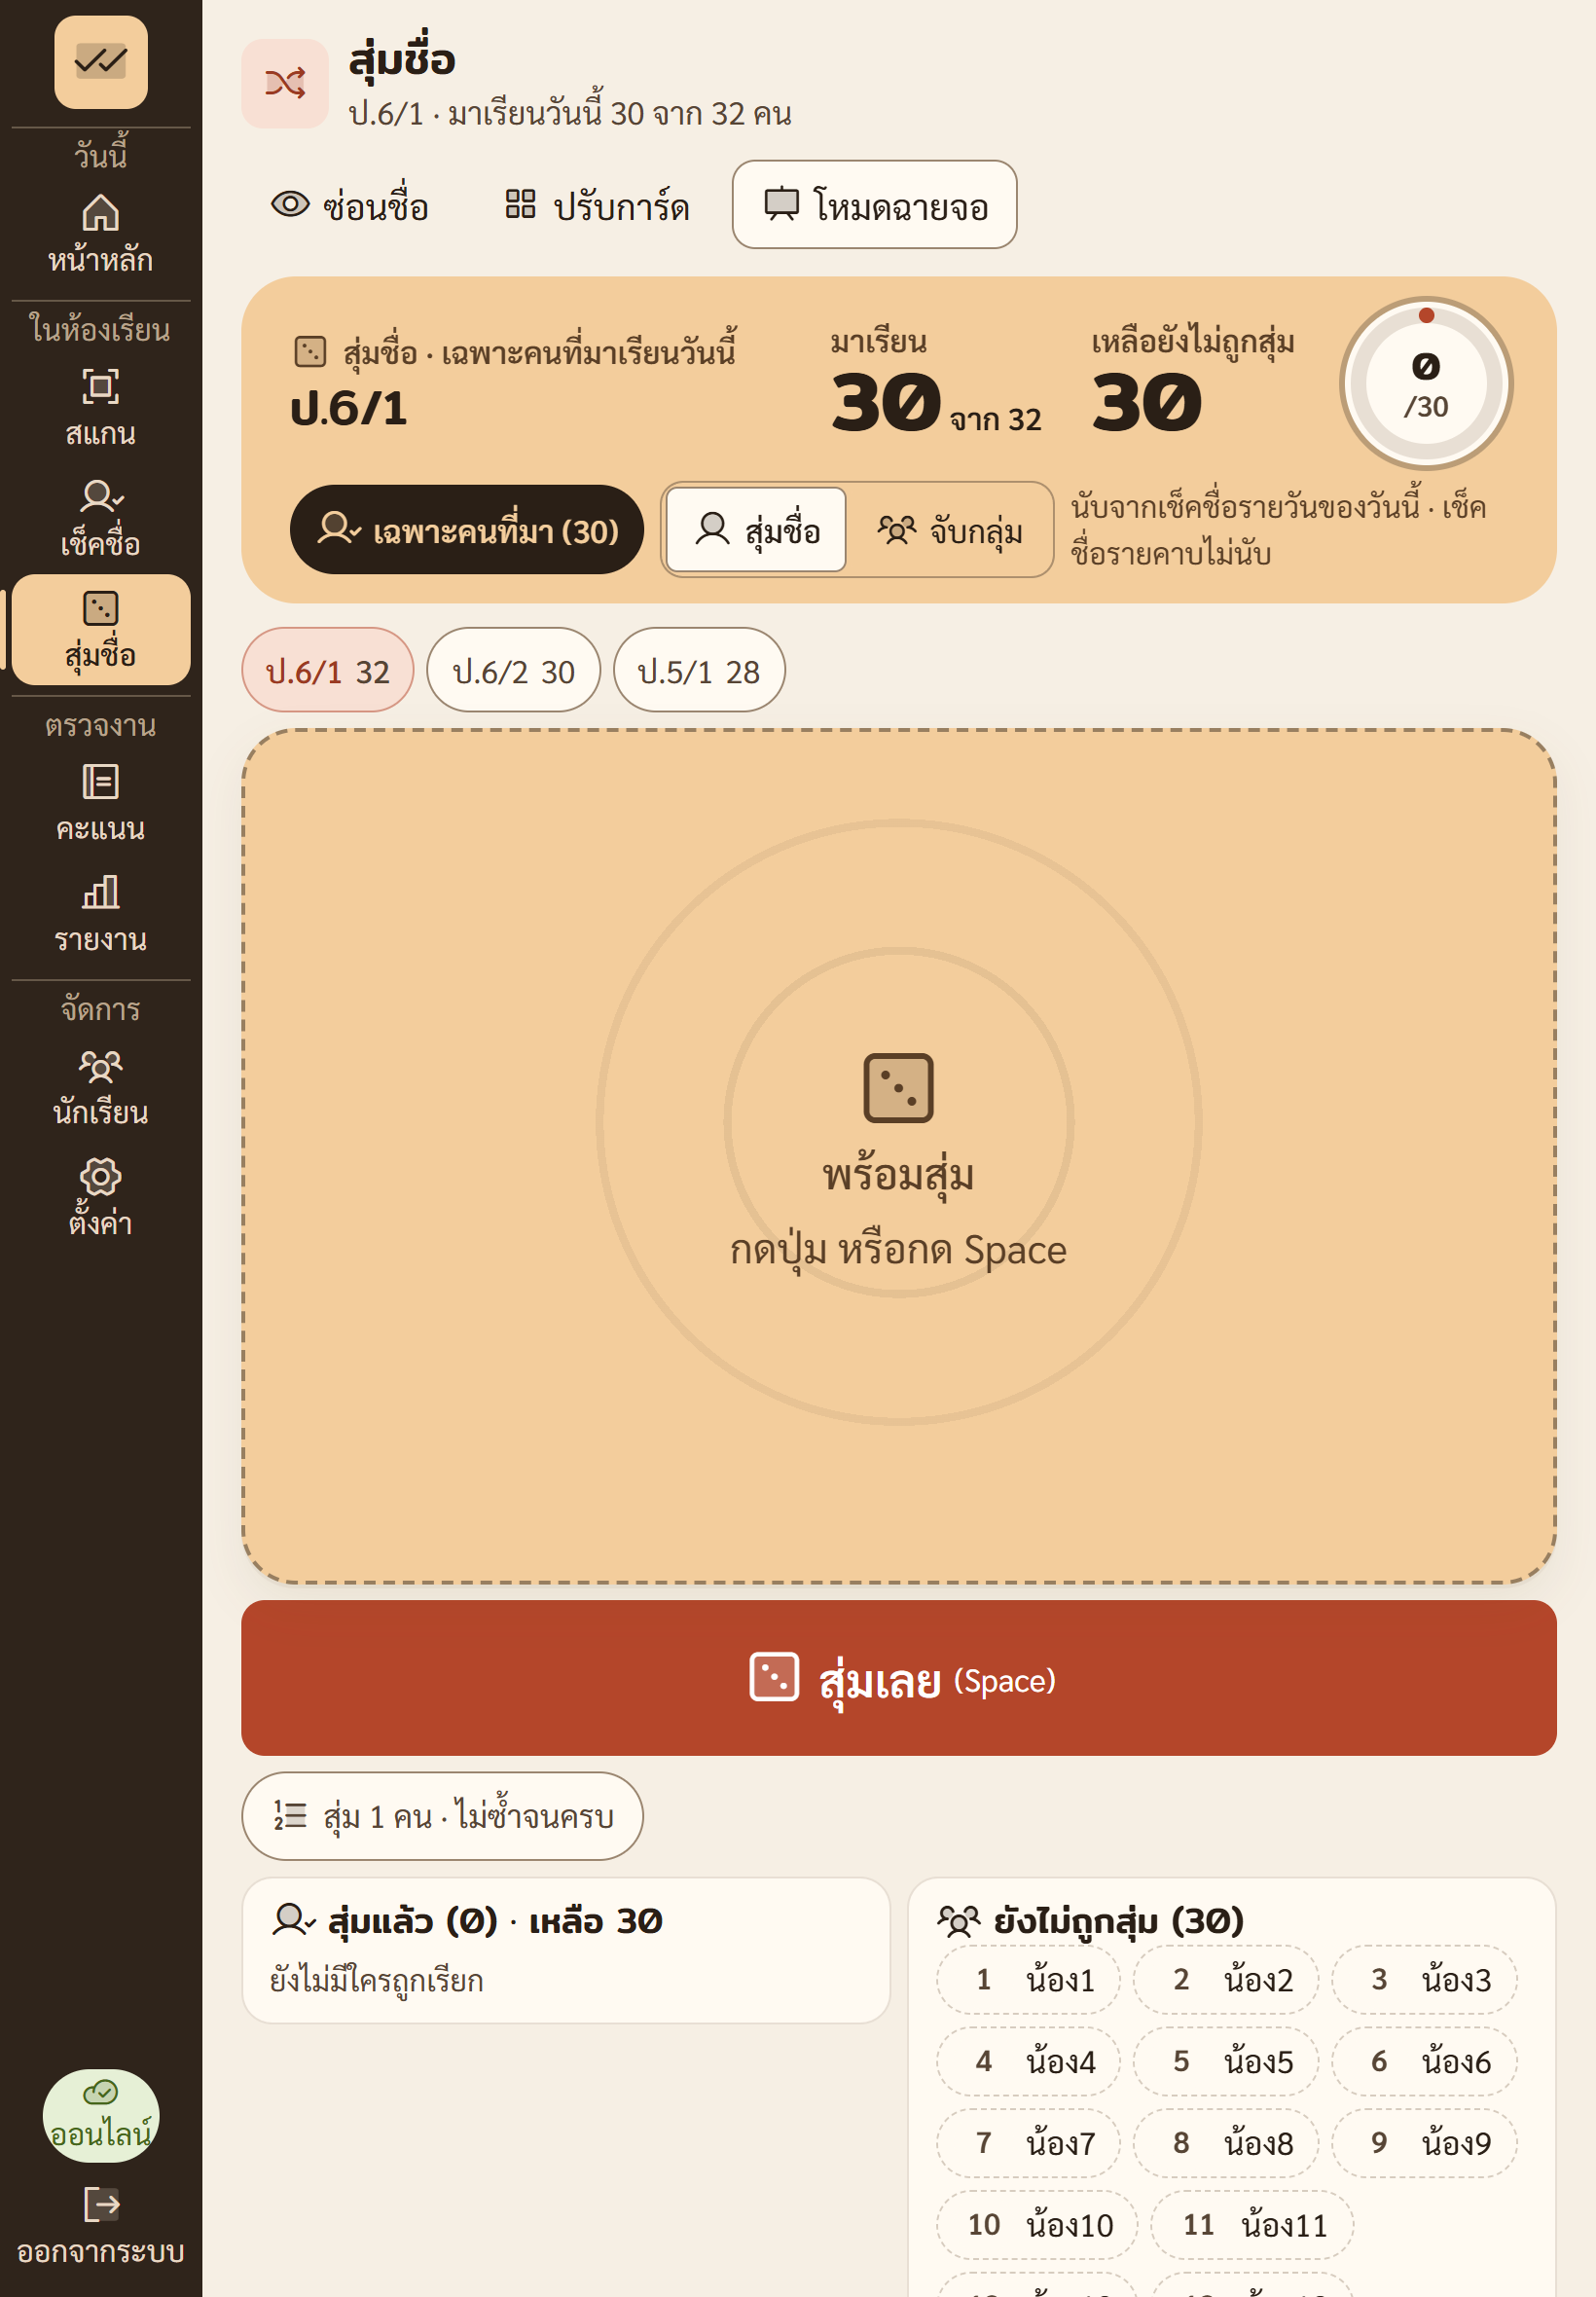 วันนี้
หน้าหลัก
ในห้องเรียน
สแกน
เช็คชื่อ
สุ่มชื่อ
ตรวจงาน
คะแนน
รายงาน
จัดการ
นักเรียน
ตั้งค่า
ออนไลน์
ออกจากระบบ
สุ่มชื่อ
ป.6/1 · มาเรียนวันนี้ 30 จาก 32 คน
ซ่อนชื่อ
ปรับการ์ด
โหมดฉายจอ
สุ่มชื่อ · เฉพาะคนที่มาเรียนวันนี้
ป.6/1
มาเรียน
30 จาก 32
เหลือยังไม่ถูกสุ่ม
30
0
/30
เฉพาะคนที่มา (30)
สุ่มชื่อ
จับกลุ่ม
นับจากเช็คชื่อรายวันของวันนี้ · เช็ค
ชื่อรายคาบไม่นับ
ป.6/1 32
ป.6/2 30
ป.5/1 28
พร้อมสุ่ม
กดปุ่ม หรือกด Space
สุ่มเลย (Space)
สุ่ม 1 คน · ไม่ซ้ำจนครบ
สุ่มแล้ว (0) · เหลือ 30
ยังไม่มีใครถูกเรียก
ยังไม่ถูกสุ่ม (30)
1 น้อง1
2 น้อง2
3 น้อง3
4 น้อง4
5 น้อง5
6 น้อง6
7 น้อง7
8 น้อง8
9 น้อง9
10 น้อง10
11 น้อง11